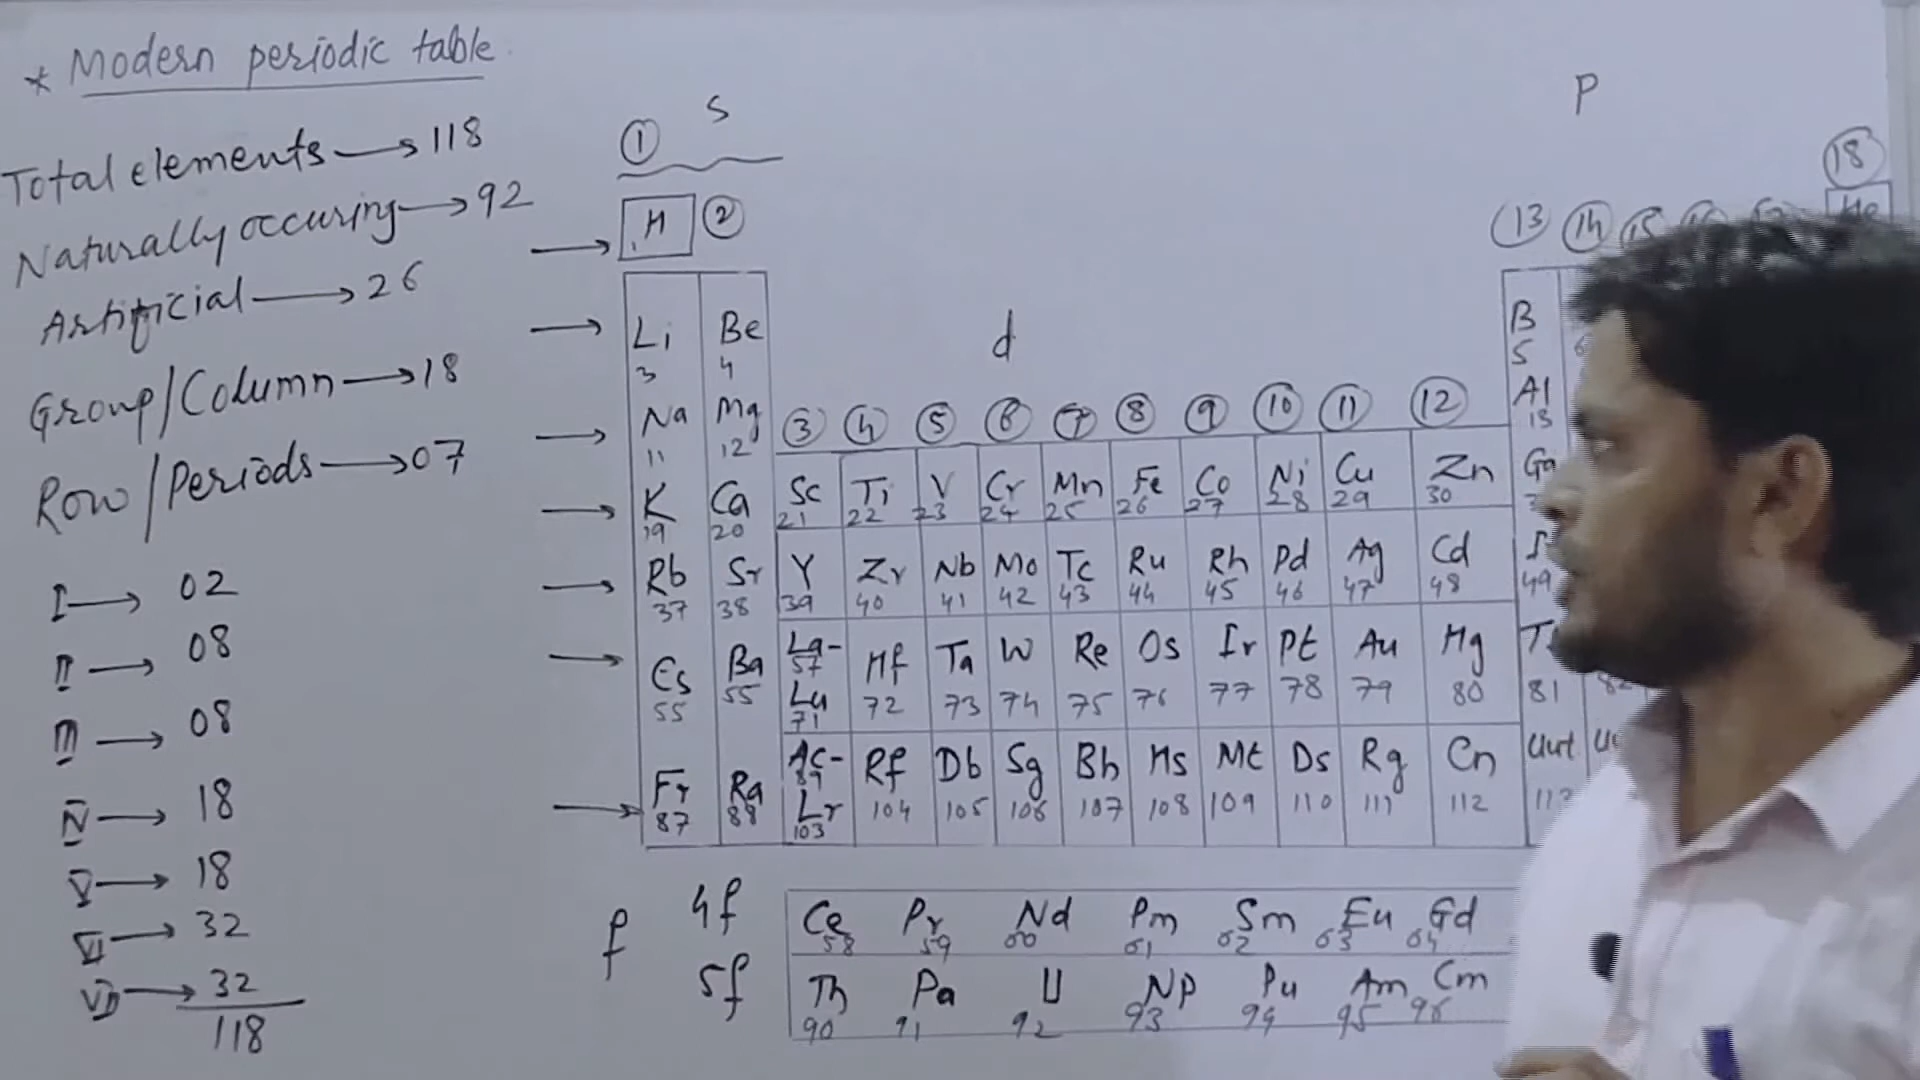 * Modern periodic table.
Total elements → 118
Naturally occuring → 92
Artificial → 26
Group/Column → 18
Row/Periods → 07
I → 02
II → 08
III → 08
IV → 18
V → 18
VI → 32
VII → 32
118
S
P
① ⑱
H ② ⑬ ⑭ ⑮ He
Li Be B
3 4 5
d
Na Mg Al
11 12 13
③ ④ ⑤ ⑥ ⑦ ⑧ ⑨ ⑩ ⑪ ⑫
K Ca Sc Ti V Cr Mn Fe Co Ni Cu Zn Ga
19 20 21 22 23 24 25 26 27 28 29 30
Rb Sr Y Zr Nb Mo Tc Ru Rh Pd Ag Cd
37 38 39 40 41 42 43 44 45 46 47 48 49
Cs Ba La- Hf Ta W Re Os Ir Pt Au Hg
57
Lu
55 55 71 72 73 74 75 76 77 78 79 80 81 82
Fr Ra Ac- Rf Db Sg Bh Hs Mt Ds Rg Cn Uut
89
Lr
87 88 103 104 105 106 107 108 109 110 111 112 113
f
4f Ce Pr Nd Pm Sm Eu Gd
58 59 60 61 62 63 64
5f Th Pa U Np Pu Am Cm
90 91 92 93 94 95 96